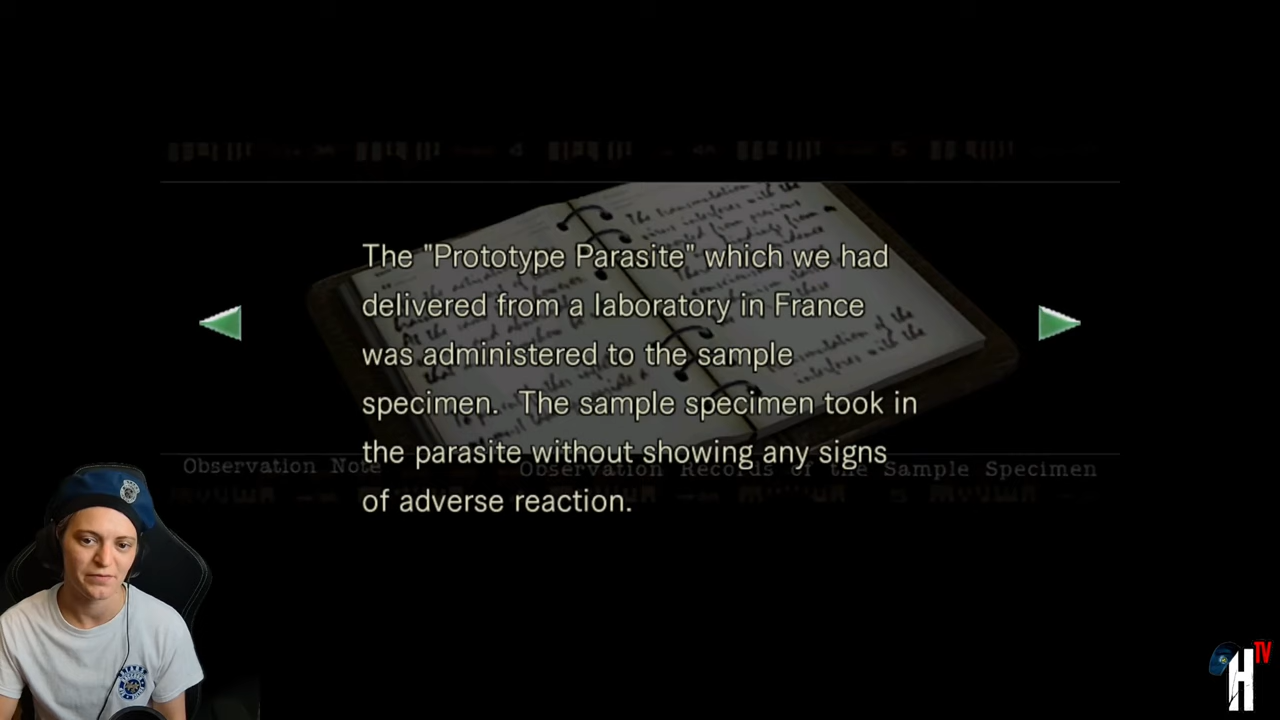 The "Prototype Parasite" which we had
delivered from a laboratory in France
was administered to the sample
specimen. The sample specimen took in
the parasite without showing any signs
of adverse reaction.
Observation Note
Observation Records of the Sample Specimen
H TV